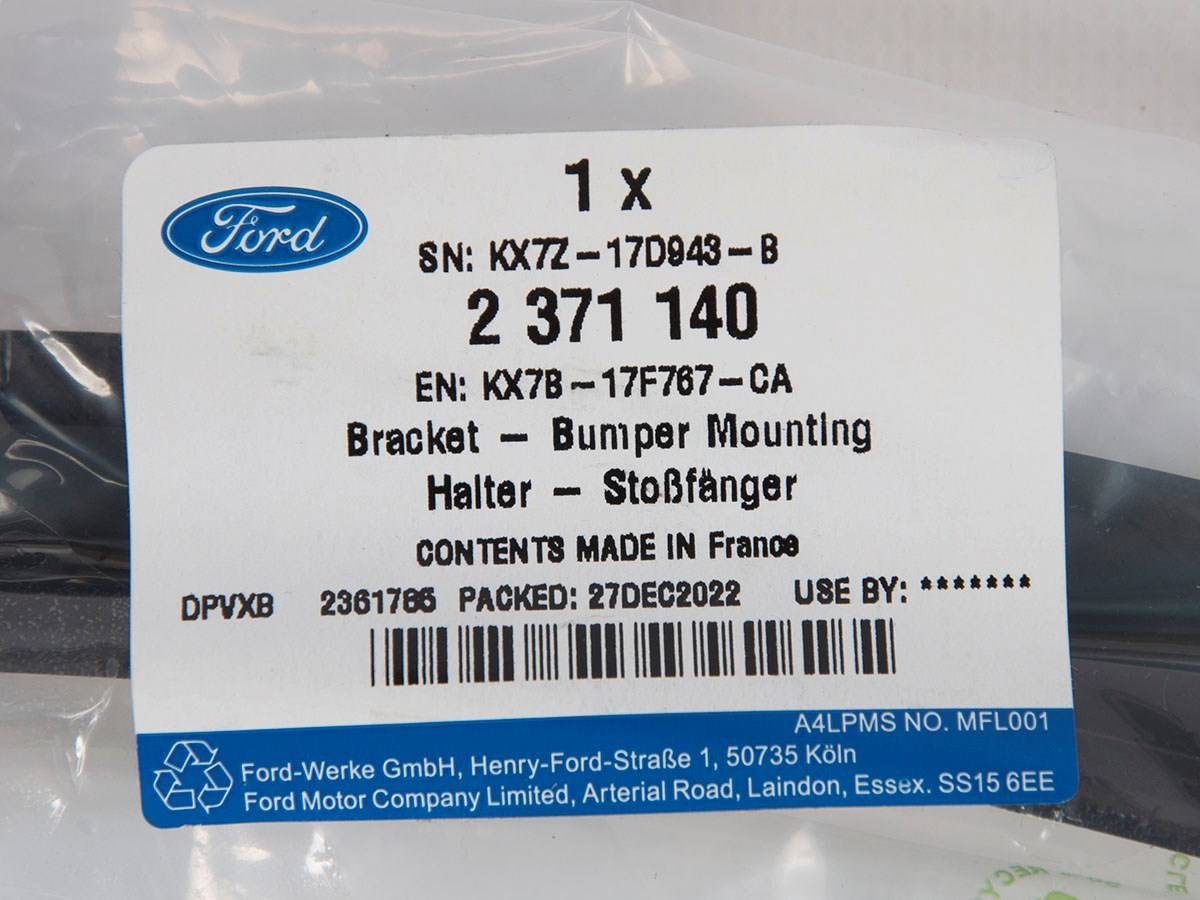 Ford
1 x
SN: KX7Z-17D943-B
2 371 140
EN: KX7B-17F767-CA
Bracket - Bumper Mounting
Halter - Stoßfänger
CONTENTS MADE IN France
DPVXB 2361785 PACKED: 27DEC2022 USE BY: *******
A4LPMS NO. MFL001
Ford-Werke GmbH, Henry-Ford-Straße 1, 50735 Köln
Ford Motor Company Limited, Arterial Road, Laindon, Essex. SS15 6EE